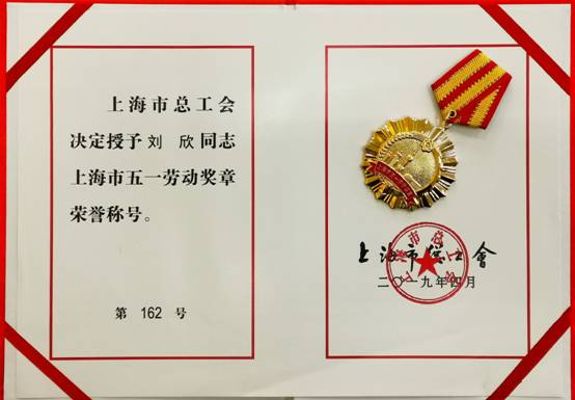 上海市总工会
决定授予刘 欣同志
上海市五一劳动奖章
荣誉称号。
第 162 号
上海市總工會
二〇一九年四月